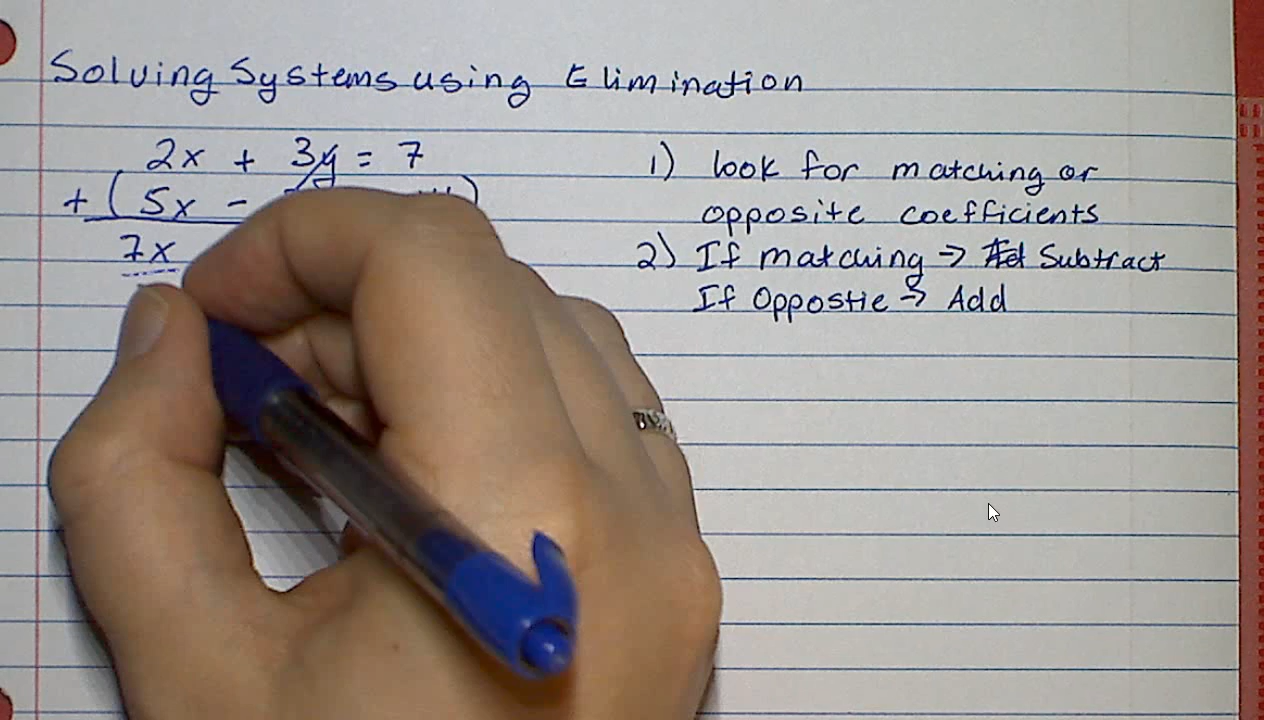 Solving Systems using Elimination
2x + 3y = 7
+ ( 5x - )
7x
1) look for matching or
opposite coefficients
2) If matching → Subtract
If Oppostie → Add